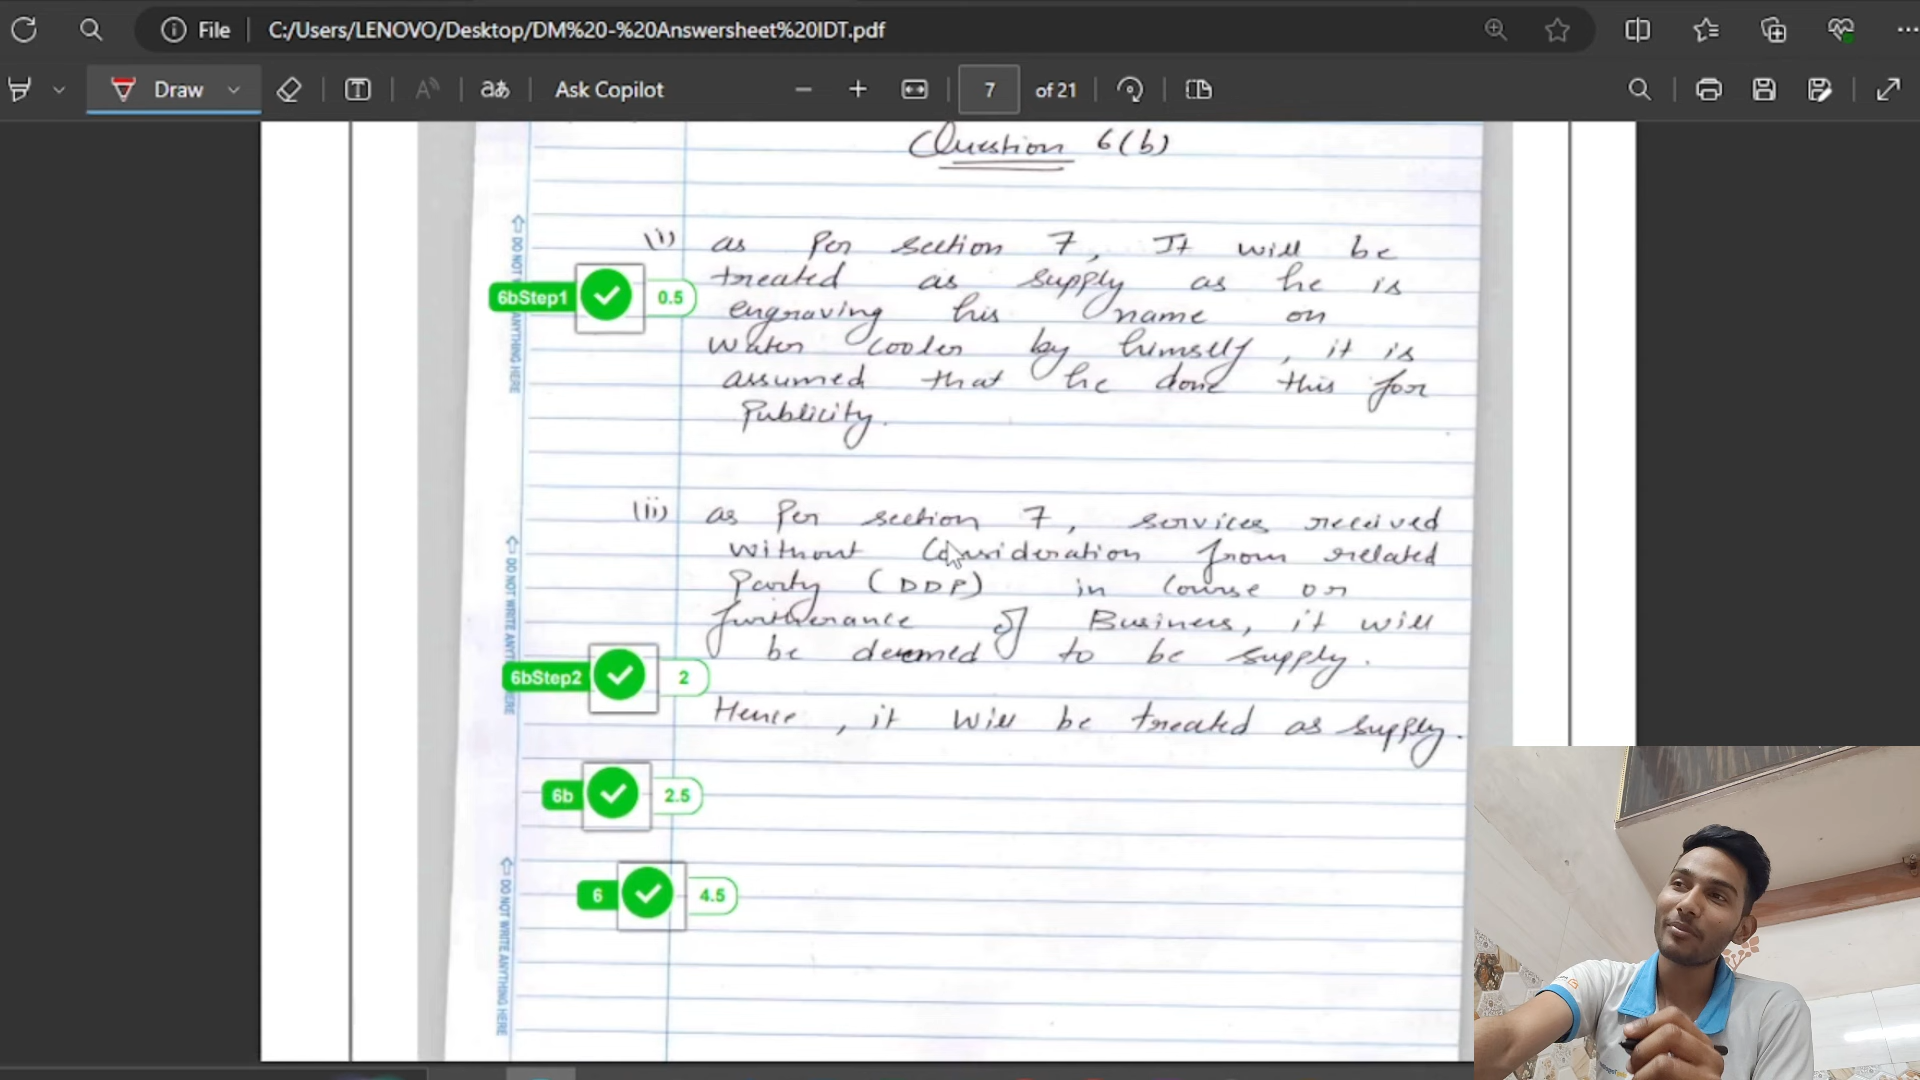 File
C:/Users/LENOVO/Desktop/DM%20-%20Answersheet%20IDT.pdf
Draw
Ask Copilot
7 of 21
Question 6(b)
(i) as per section 7, It will be
treated as supply as he is
engraving his name on
water cooler by himself, it is
assumed that he done this for
Publicity.
6bStep1 0.5
(ii) as per section 7, services received
without consideration from related
Party (DDP) in course or
furtherance of Business, it will
be deemed to be supply.
6bStep2 2
Hence, it will be treated as supply.
6b 2.5
6 4.5
DO NOT WRITE ANYTHING HERE